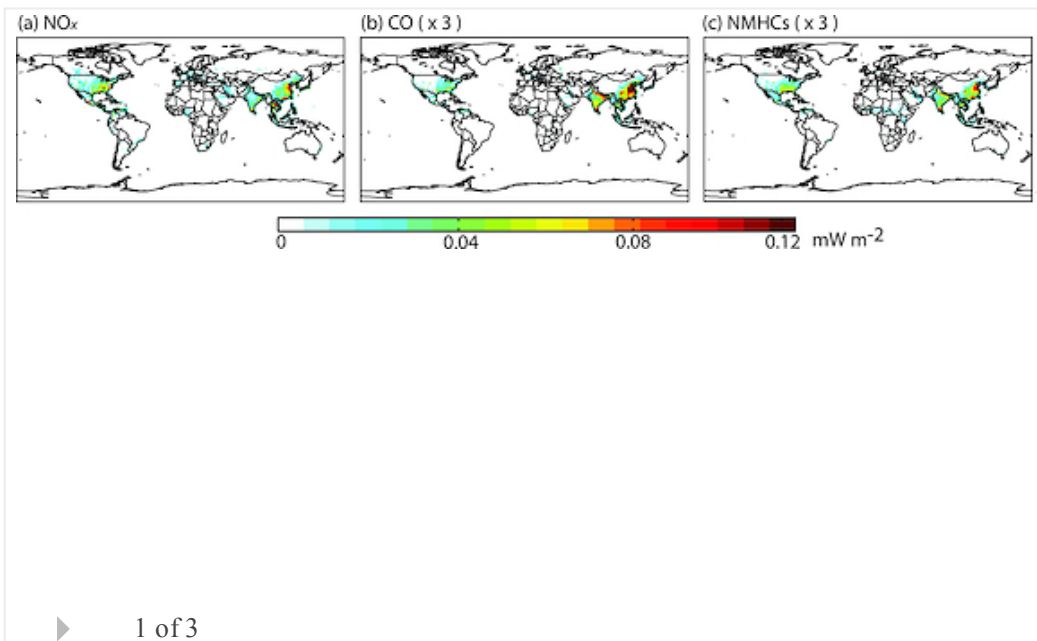 (a) NOx
(b) CO ( x 3 )
(c) NMHCs ( x 3 )
0 0.04 0.08 0.12 mW m-2
1 of 3